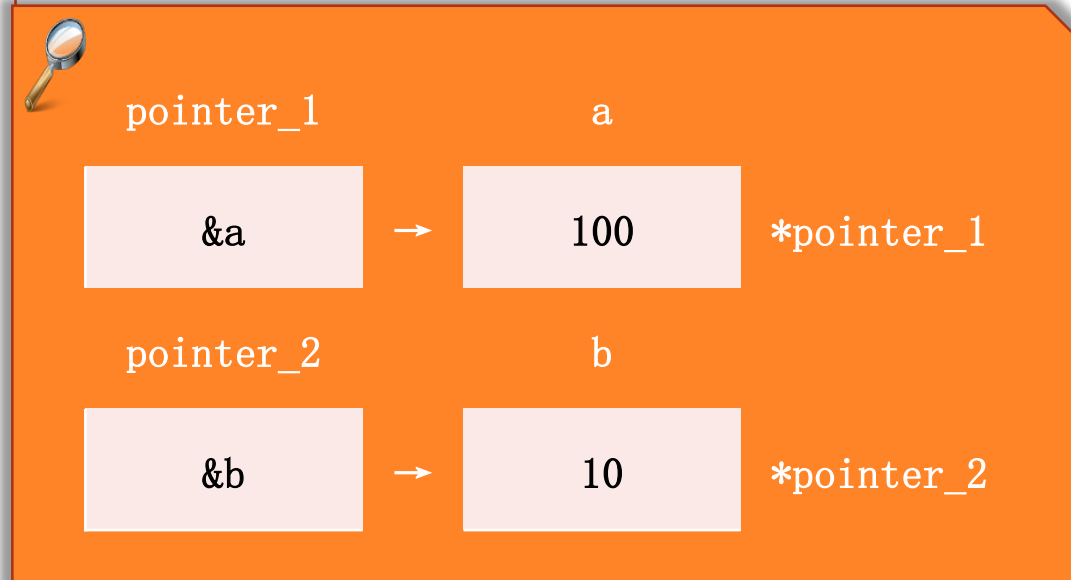 pointer_1 a
&a → 100 *pointer_1
pointer_2 b
&b → 10 *pointer_2